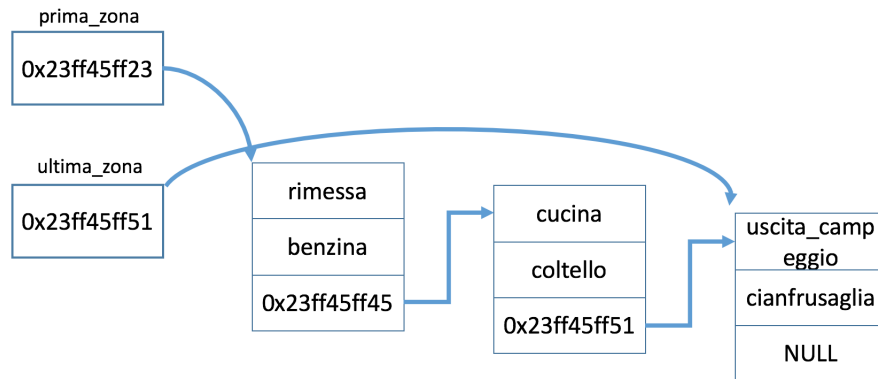 prima_zona
0x23ff45ff23
ultima_zona
0x23ff45ff51
rimessa
benzina
0x23ff45ff45
cucina
coltello
0x23ff45ff51
uscita_camp
eggio
cianfrusaglia
NULL